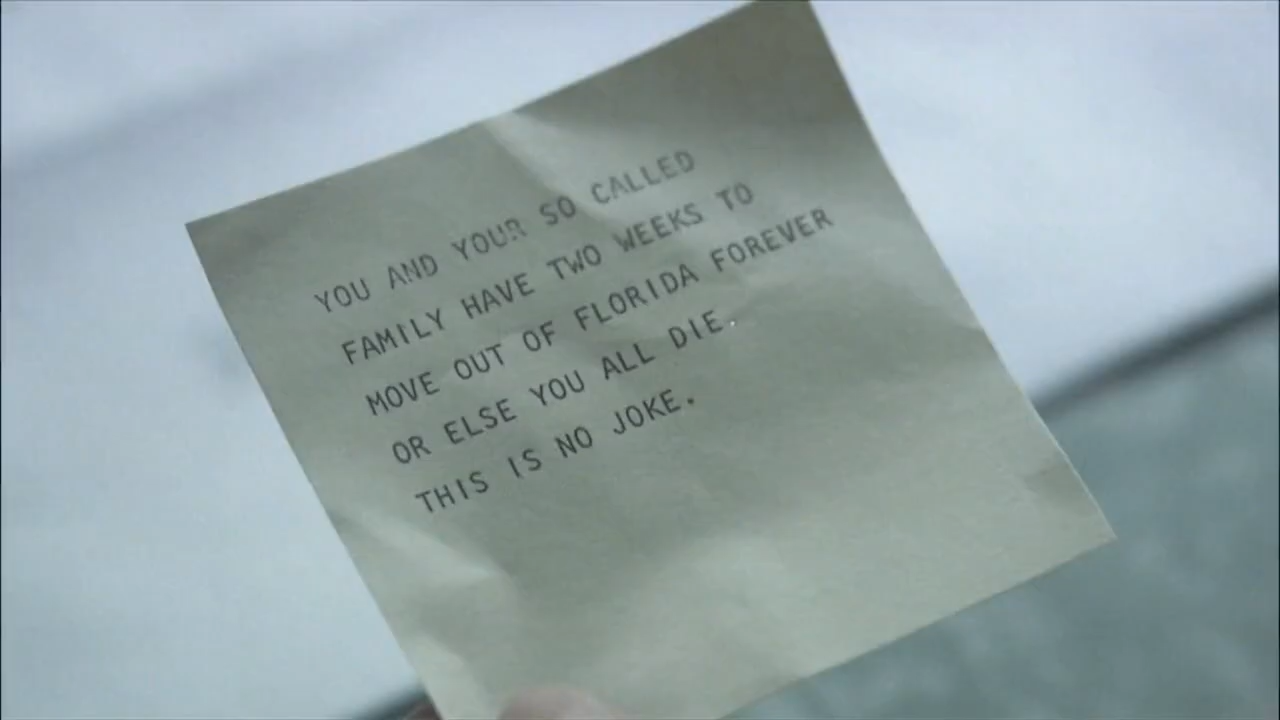 YOU AND YOUR SO CALLED
FAMILY HAVE TWO WEEKS TO
MOVE OUT OF FLORIDA FOREVER
OR ELSE YOU ALL DIE.
THIS IS NO JOKE.